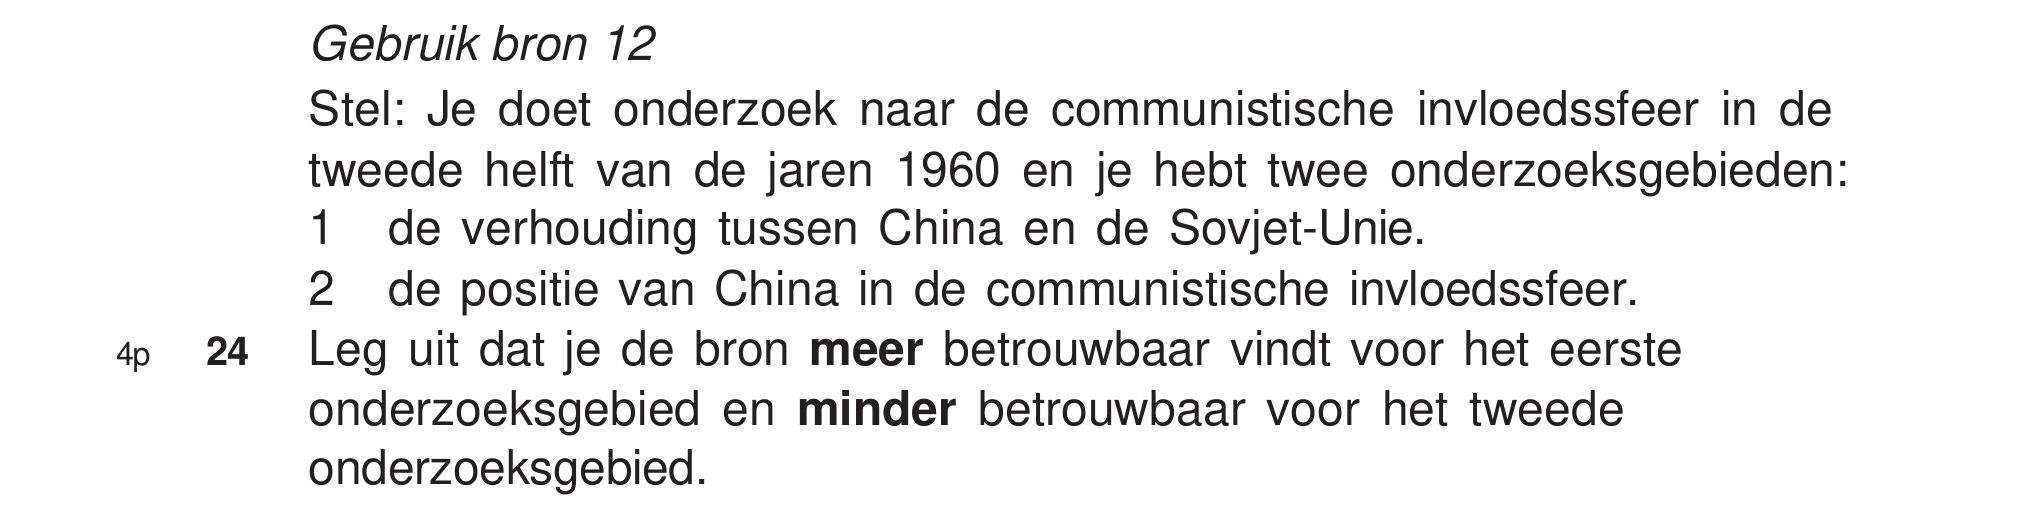 Gebruik bron 12
Stel: Je doet onderzoek naar de communistische invloedssfeer in de
tweede helft van de jaren 1960 en je hebt twee onderzoeksgebieden:
1 de verhouding tussen China en de Sovjet-Unie.
2 de positie van China in de communistische invloedssfeer.
4p 24 Leg uit dat je de bron meer betrouwbaar vindt voor het eerste
onderzoeksgebied en minder betrouwbaar voor het tweede
onderzoeksgebied.